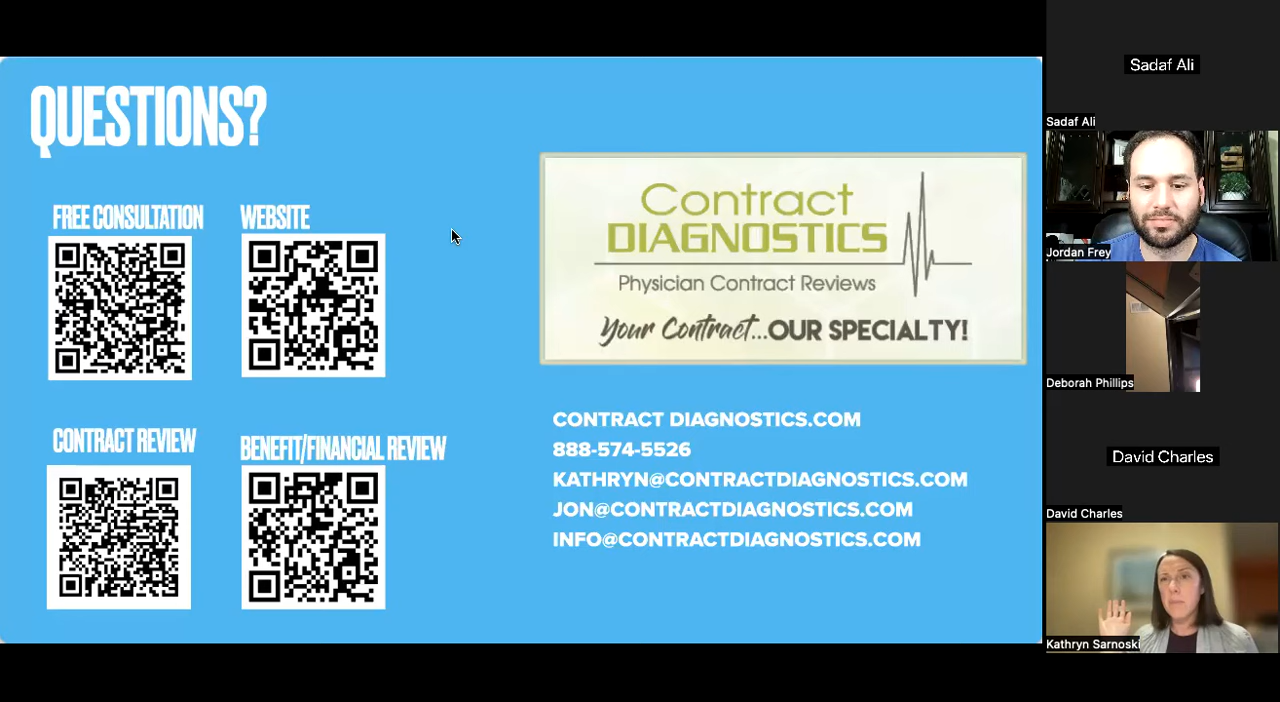 QUESTIONS?
FREE CONSULTATION
WEBSITE
CONTRACT REVIEW
BENEFIT/FINANCIAL REVIEW
Contract
DIAGNOSTICS
Physician Contract Reviews
Your Contract...OUR SPECIALTY!
CONTRACT DIAGNOSTICS.COM
888-574-5526
KATHRYN@CONTRACTDIAGNOSTICS.COM
JON@CONTRACTDIAGNOSTICS.COM
INFO@CONTRACTDIAGNOSTICS.COM
Sadaf Ali
Sadaf Ali
Jordan Frey
Deborah Phillips
David Charles
David Charles
Kathryn Sarnoski